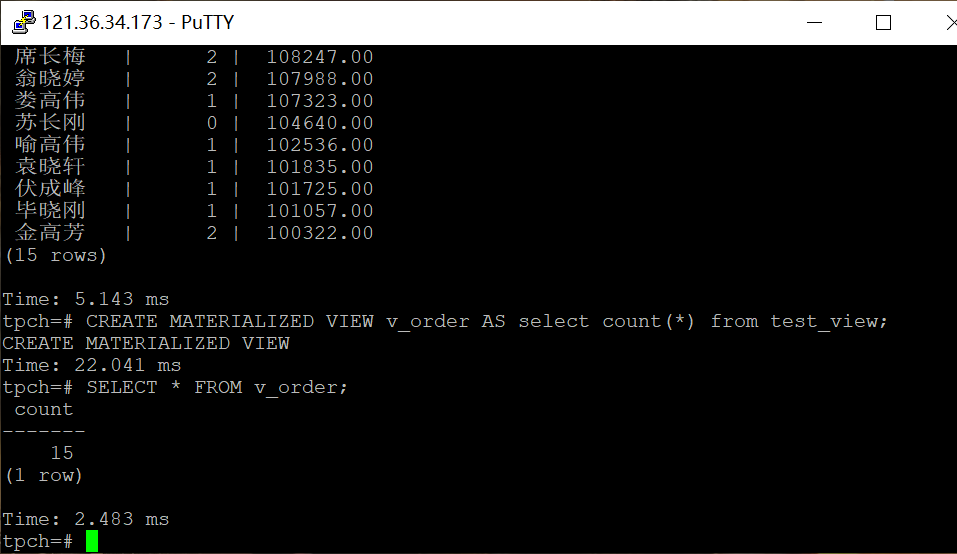 121.36.34.173 - PuTTY
席长梅 | 2 | 108247.00
翁晓婷 | 2 | 107988.00
娄高伟 | 1 | 107323.00
苏长刚 | 0 | 104640.00
喻高伟 | 1 | 102536.00
袁晓轩 | 1 | 101835.00
伏成峰 | 1 | 101725.00
毕晓刚 | 1 | 101057.00
金高芳 | 2 | 100322.00
(15 rows)
Time: 5.143 ms
tpch=# CREATE MATERIALIZED VIEW v_order AS select count(*) from test_view;
CREATE MATERIALIZED VIEW
Time: 22.041 ms
tpch=# SELECT * FROM v_order;
count
-------
15
(1 row)
Time: 2.483 ms
tpch=#